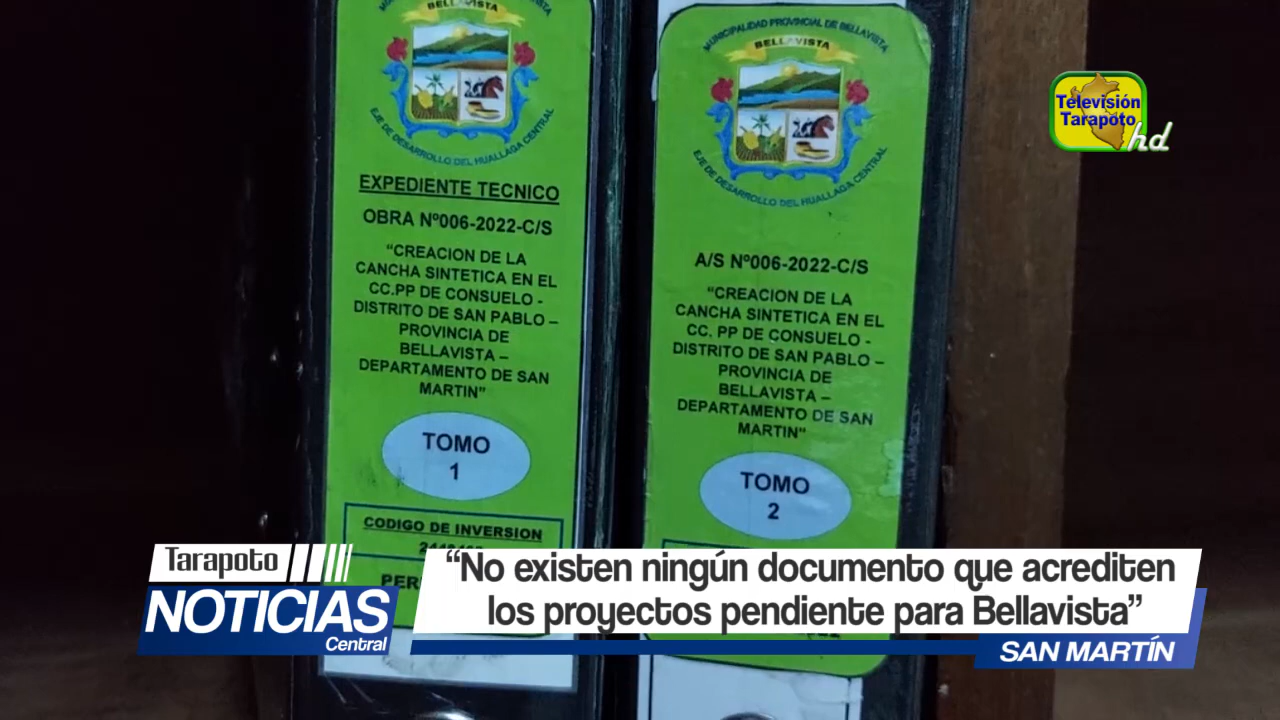 BELLAVISTA
EJE DE DESARROLLO DEL HUALLAGA CENTRAL
EXPEDIENTE TECNICO
OBRA Nº006-2022-C/S
“CREACION DE LA
CANCHA SINTETICA EN EL
CC.PP DE CONSUELO -
DISTRITO DE SAN PABLO –
PROVINCIA DE
BELLAVISTA –
DEPARTAMENTO DE SAN
MARTIN”
TOMO
1
CODIGO DE INVERSION
MUNICIPALIDAD PROVINCIAL DE BELLAVISTA
BELLAVISTA
EJE DE DESARROLLO DEL HUALLAGA CENTRAL
A/S Nº006-2022-C/S
“CREACION DE LA
CANCHA SINTETICA EN EL
CC. PP DE CONSUELO -
DISTRITO DE SAN PABLO –
PROVINCIA DE
BELLAVISTA –
DEPARTAMENTO DE SAN
MARTIN”
TOMO
2
Televisión
Tarapoto
hd
Tarapoto
NOTICIAS
Central
“No existen ningún documento que acrediten
los proyectos pendiente para Bellavista”
SAN MARTÍN